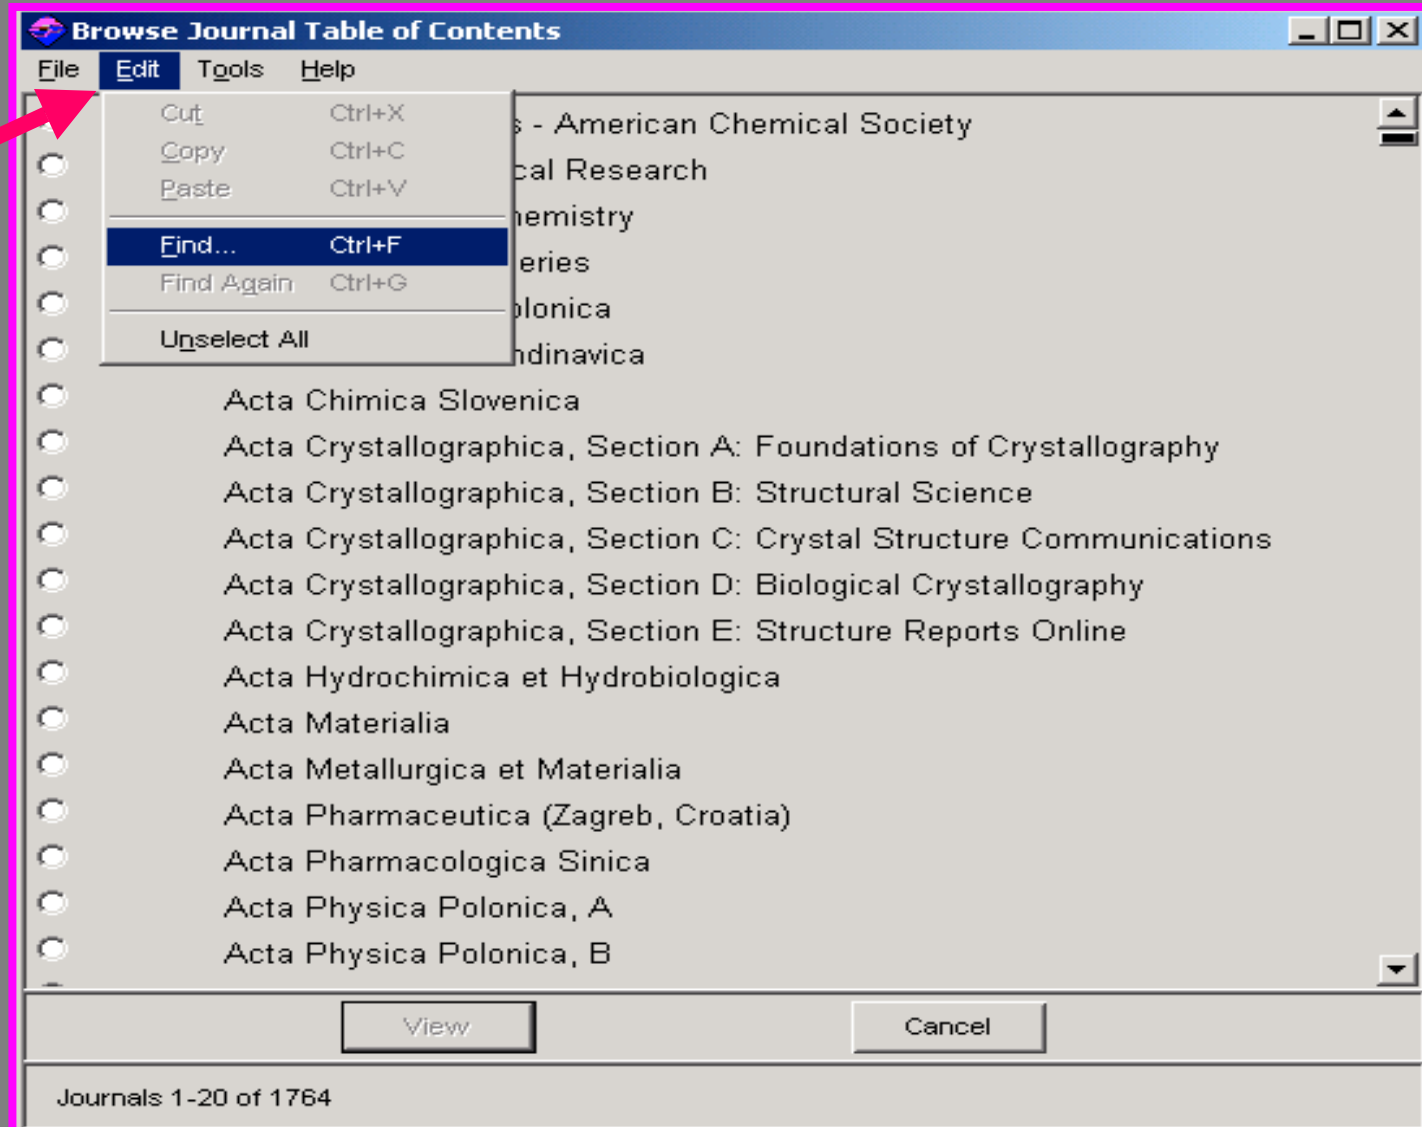 Browse Journal Table of Contents
File Edit Tools Help
Cut Ctrl+X
Copy Ctrl+C
Paste Ctrl+V
Find... Ctrl+F
Find Again Ctrl+G
Unselect All
- American Chemical Society
cal Research
hemistry
eries
olonica
ndinavica
Acta Chimica Slovenica
Acta Crystallographica, Section A: Foundations of Crystallography
Acta Crystallographica, Section B: Structural Science
Acta Crystallographica, Section C: Crystal Structure Communications
Acta Crystallographica, Section D: Biological Crystallography
Acta Crystallographica, Section E: Structure Reports Online
Acta Hydrochimica et Hydrobiologica
Acta Materialia
Acta Metallurgica et Materialia
Acta Pharmaceutica (Zagreb, Croatia)
Acta Pharmacologica Sinica
Acta Physica Polonica, A
Acta Physica Polonica, B
View Cancel
Journals 1-20 of 1764